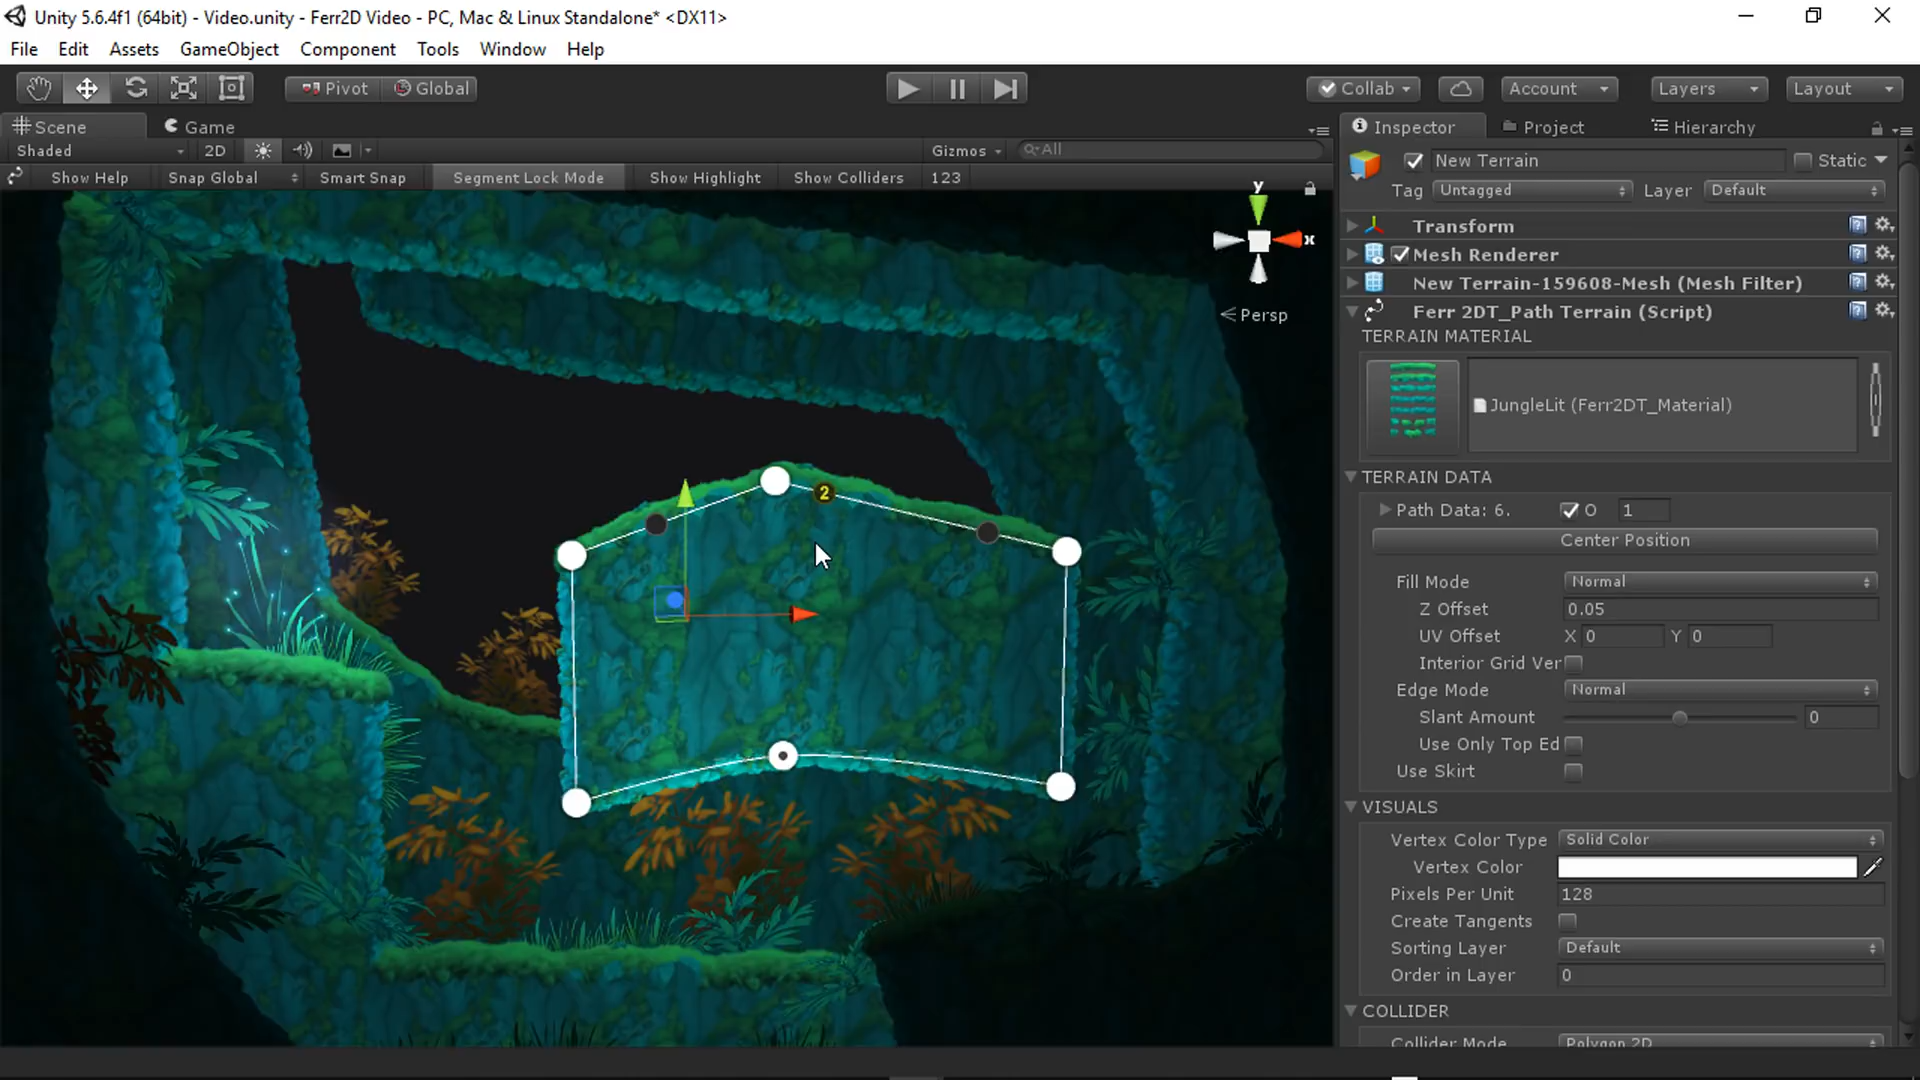 Unity 5.6.4f1 (64bit) - Video.unity - Ferr2D Video - PC, Mac & Linux Standalone* <DX11>
File Edit Assets GameObject Component Tools Window Help
Pivot Global Collab Account Layers Layout
Scene Game Inspector Project Hierarchy
Shaded 2D Gizmos All
Show Help Snap Global Smart Snap Segment Lock Mode Show Highlight Show Colliders 123
New Terrain Static
Tag Untagged Layer Default
Transform
Mesh Renderer
New Terrain-159608-Mesh (Mesh Filter)
Ferr 2DT_Path Terrain (Script)
TERRAIN MATERIAL
JungleLit (Ferr2DT_Material)
TERRAIN DATA
Path Data: 6. O 1
Center Position
Fill Mode Normal
Z Offset 0.05
UV Offset X 0 Y 0
Interior Grid Ver
Edge Mode Normal
Slant Amount 0
Use Only Top Ed
Use Skirt
VISUALS
Vertex Color Type Solid Color
Vertex Color
Pixels Per Unit 128
Create Tangents
Sorting Layer Default
Order in Layer 0
COLLIDER
Collider Mode Polygon 2D
y
x
Persp
2